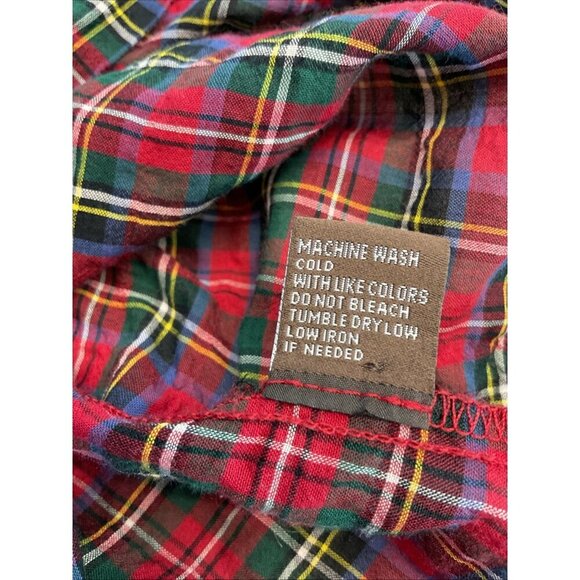 MACHINE WASH
COLD
WITH LIKE COLORS
DO NOT BLEACH
TUMBLE DRY LOW
LOW IRON
IF NEEDED